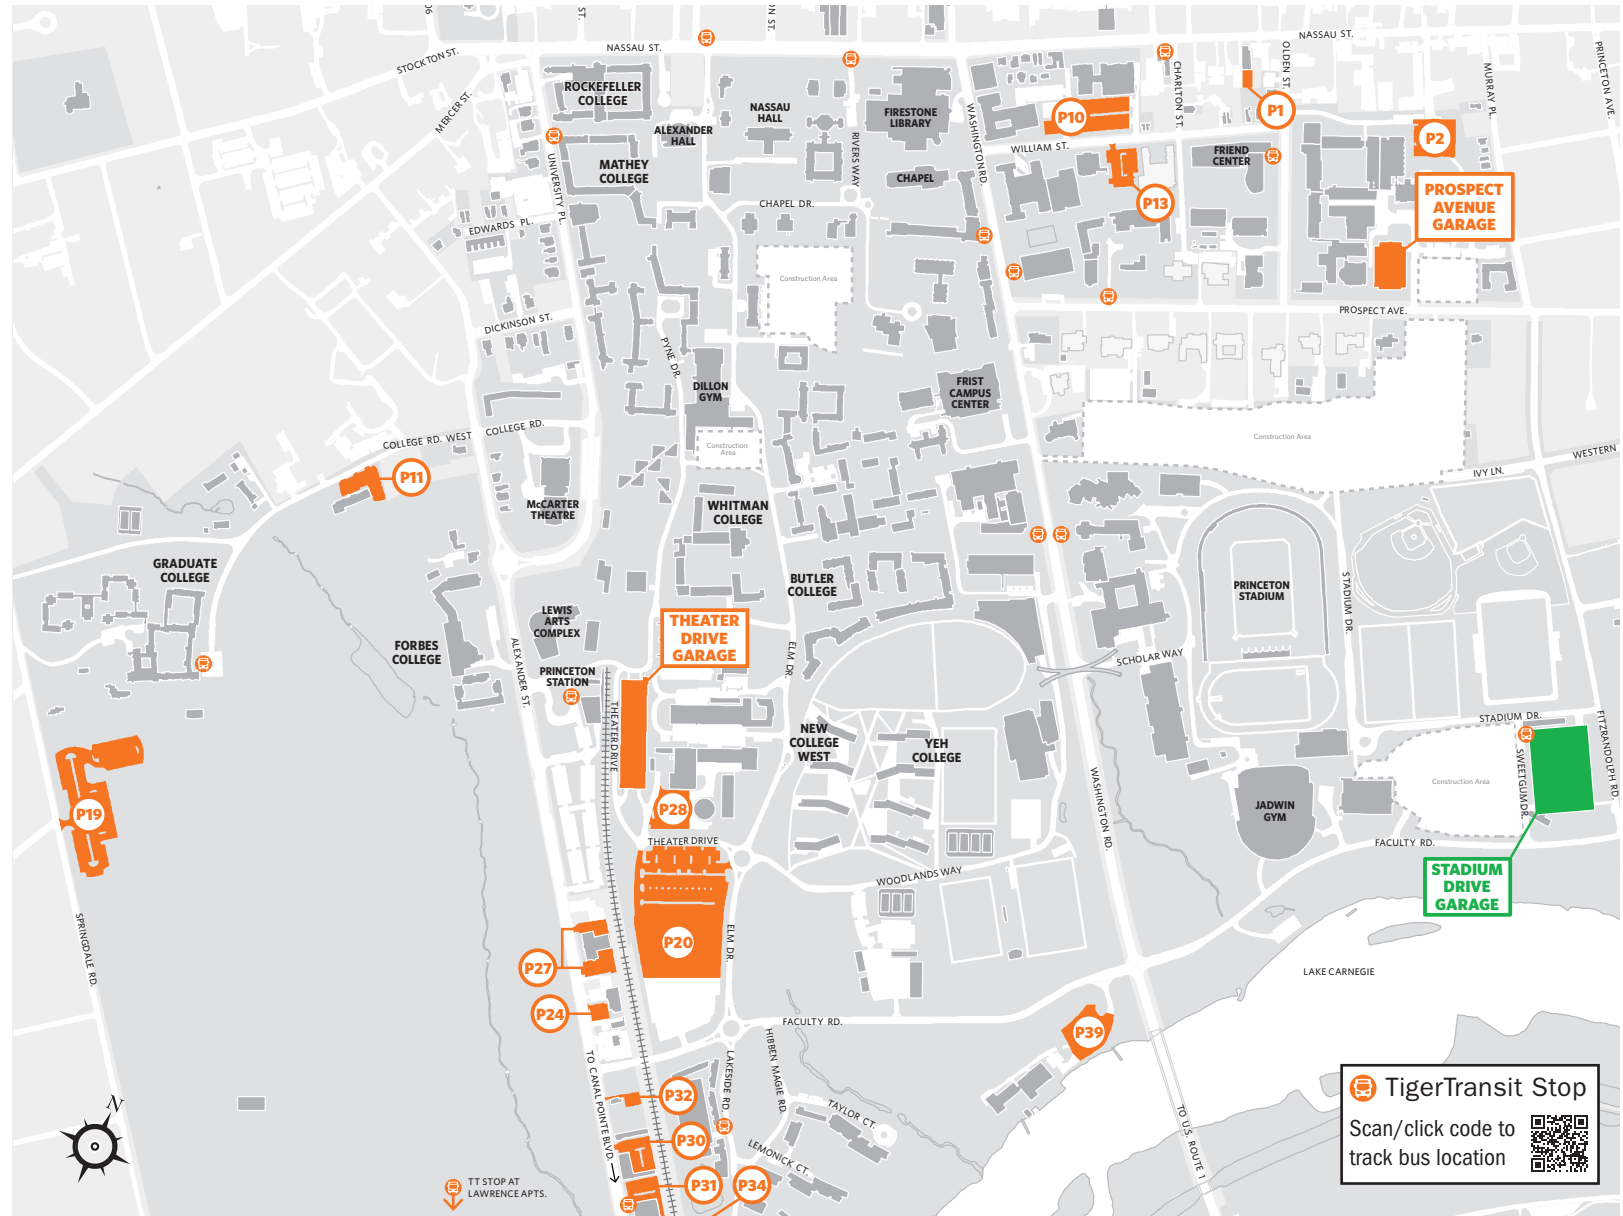 06
ST.
ON ST.
NASSAU ST.
NASSAU ST.
STOCKTON ST.
MERCER ST.
ROCKEFELLER
COLLEGE
ALEXANDER
HALL
NASSAU
HALL
FIRESTONE
LIBRARY
RIVERS WAY
WASHINGTON RD.
P10
CHARLTON ST.
OLDEN ST.
P1
MURRAY PL.
PRINCETON AVE.
P2
WILLIAM ST.
FRIEND
CENTER
MATHEY
COLLEGE
UNIVERSITY PL.
CHAPEL
P13
PROSPECT
AVENUE
GARAGE
CHAPEL DR.
EDWARDS PL.
Construction Area
PROSPECT AVE.
DICKINSON ST.
PYNE DR.
DILLON
GYM
FRIST
CAMPUS
CENTER
Construction
Area
Construction Area
COLLEGE RD. WEST
COLLEGE RD.
WESTERN
IVY LN.
P11
McCARTER
THEATRE
WHITMAN
COLLEGE
GRADUATE
COLLEGE
BUTLER
COLLEGE
PRINCETON
STADIUM
STADIUM DR.
LEWIS
ARTS
COMPLEX
THEATER
DRIVE
GARAGE
FORBES
COLLEGE
ALEXANDER ST.
ELM DR.
SCHOLAR WAY
PRINCETON
STATION
THEATER DRIVE
NEW
COLLEGE
WEST
YEH
COLLEGE
STADIUM DR.
FITZRANDOLPH RD.
SWEETGUM DR.
Construction Area
WASHINGTON RD.
P19
P28
JADWIN
GYM
THEATER DRIVE
FACULTY RD.
WOODLANDS WAY
STADIUM
DRIVE
GARAGE
SPRINGDALE RD.
P20
ELM DR.
P27
LAKE CARNEGIE
P24
FACULTY RD.
P39
TO CANAL POINTE BLVD.
LAKESIDE RD.
HIBBEN MAGIE RD.
P32
TAYLOR CT.
P30
LEMONICK CT.
TO U.S. ROUTE 1
N
TT STOP AT
LAWRENCE APTS.
P31
P34
TigerTransit Stop
Scan/click code to
track bus location